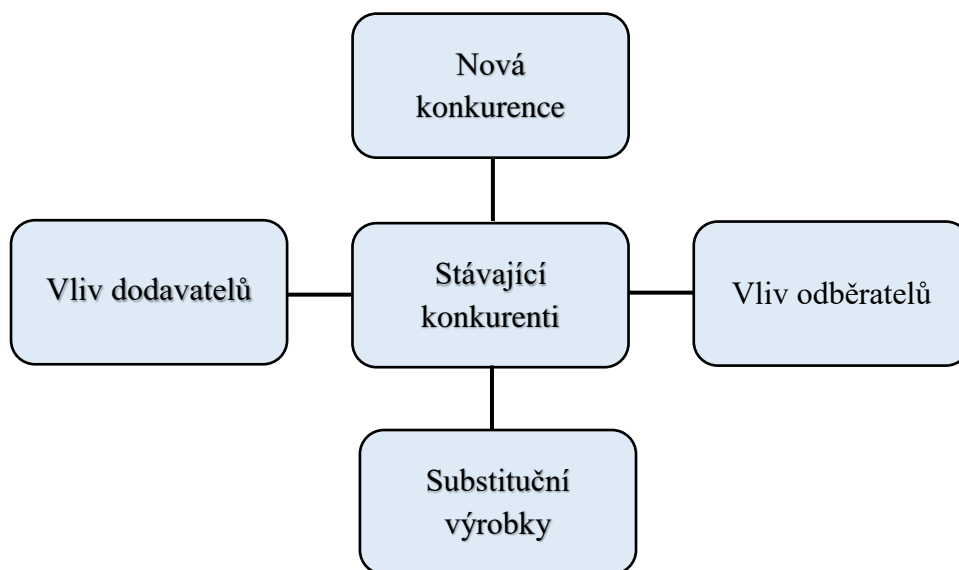 Nová
konkurence
Vliv dodavatelů
Stávající
konkurenti
Vliv odběratelů
Substituční
výrobky